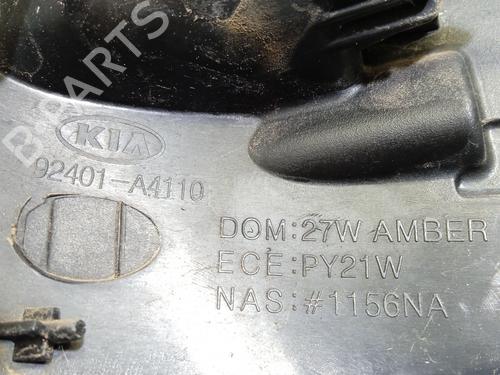 B-PARTS
KIA
92401-A4110
DOM:27W AMBER
ECE:PY21W
NAS:#1156NA